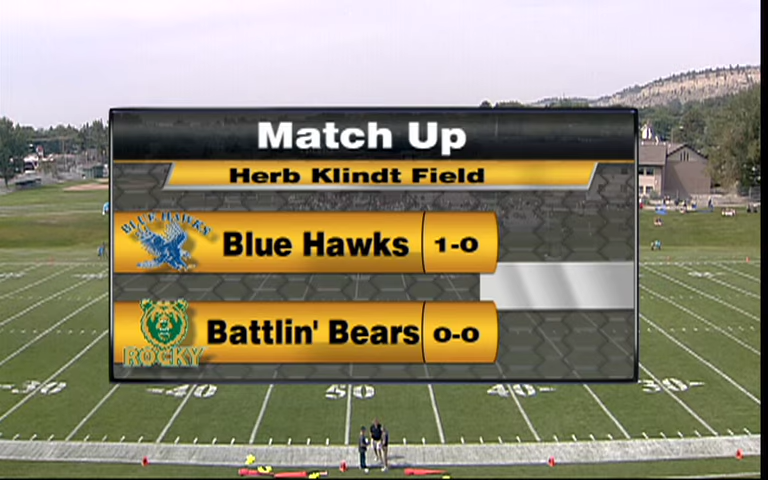 Match Up
Herb Klindt Field
BLUE HAWKS
Blue Hawks 1-0
Battlin' Bears 0-0
ROCKY
30 40 50 40 30